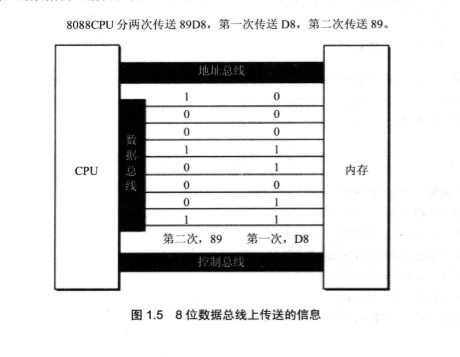 8088CPU 分两次传送 89D8，第一次传送 D8，第二次传送 89。
地址总线
CPU
数据总线
内存
1 0
0 0
0 0
1 1
0 1
0 0
0 1
1 1
第二次，89 第一次，D8
控制总线
图 1.5 8 位数据总线上传送的信息